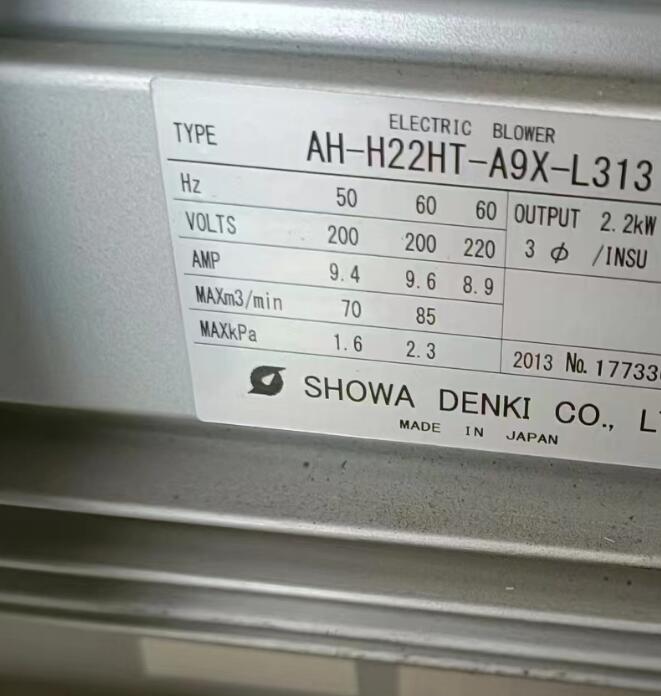 ELECTRIC BLOWER
TYPE AH-H22HT-A9X-L313
Hz 50 60 60 OUTPUT 2.2kW
VOLTS 200 200 220 3 Φ /INSU
AMP 9.4 9.6 8.9
MAXm3/min 70 85
MAXkPa 1.6 2.3 2013 No. 17733
SHOWA DENKI CO., L
MADE IN JAPAN